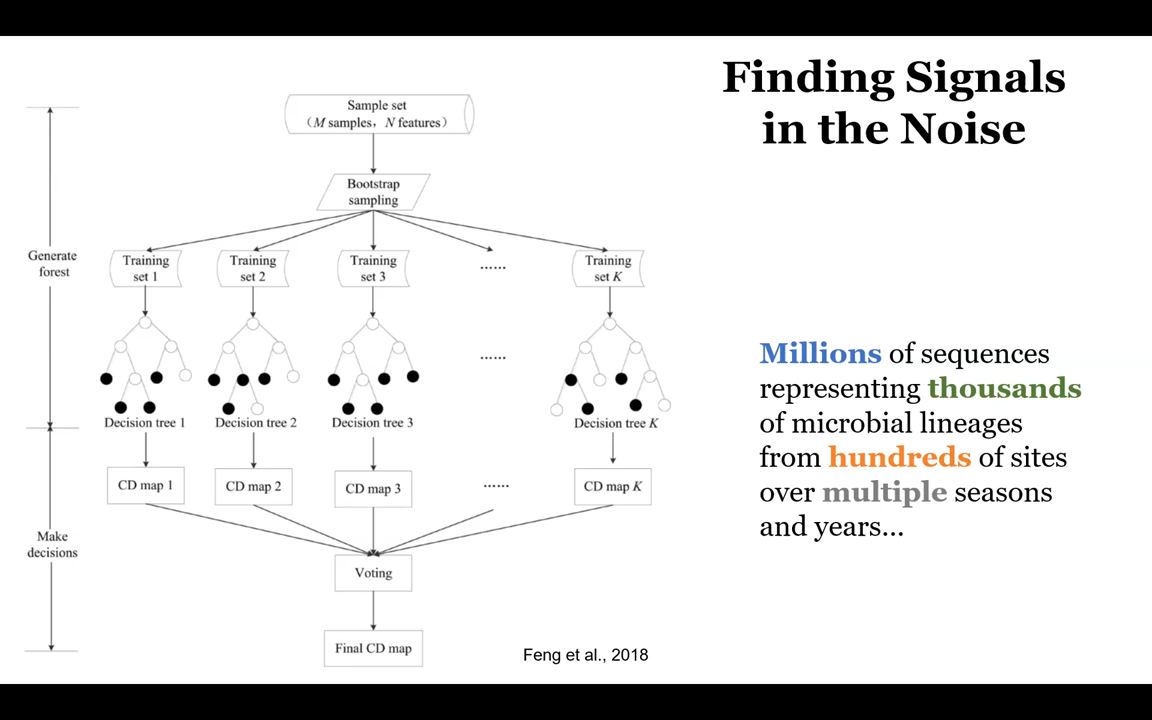 Finding Signals
in the Noise
Sample set
(M samples, N features)
Bootstrap
sampling
Generate
forest
Training
set 1
Training
set 2
Training
set 3
......
Training
set K
......
Decision tree 1
Decision tree 2
Decision tree 3
Decision tree K
CD map 1
CD map 2
CD map 3
......
CD map K
Make
decisions
Voting
Final CD map
Feng et al., 2018
Millions of sequences
representing thousands
of microbial lineages
from hundreds of sites
over multiple seasons
and years...